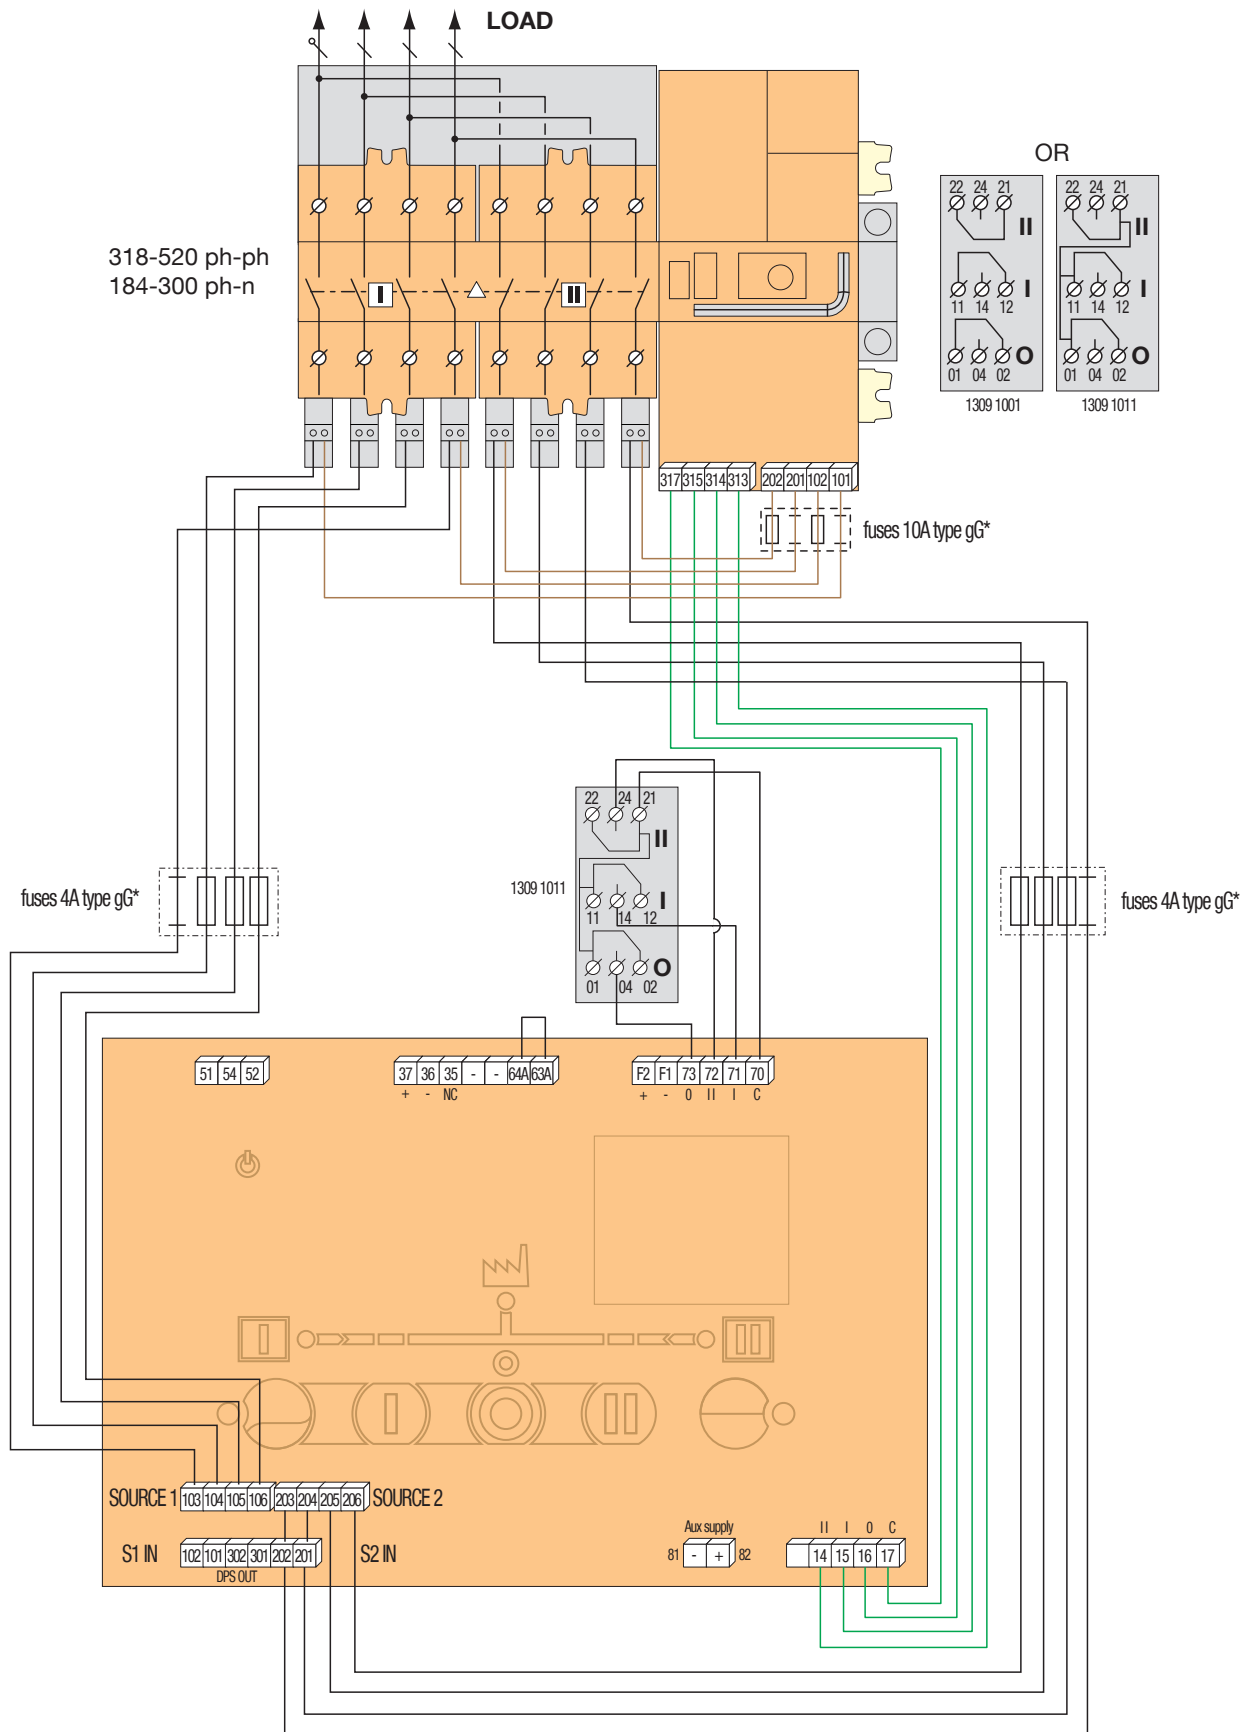 LOAD
OR
318-520 ph-ph
184-300 ph-n
I
II
22 24 21
II
11 14 12
I
01 04 02
O
1309 1001
22 24 21
II
11 14 12
I
01 04 02
O
1309 1011
317 315 314 313
202 201 102 101
fuses 10A type gG*
22 24 21
II
1309 1011
11 14 12
I
01 04 02
O
fuses 4A type gG*
fuses 4A type gG*
51 54 52
37 36 35 - - 64A 63A
+ - NC
F2 F1 73 72 71 70
+ - 0 II I C
SOURCE 1
103 104 105 106
203 204 205 206
SOURCE 2
S1 IN
102 101 302 301 202 201
S2 IN
DPS OUT
Aux supply
81 - + 82
II I 0 C
14 15 16 17